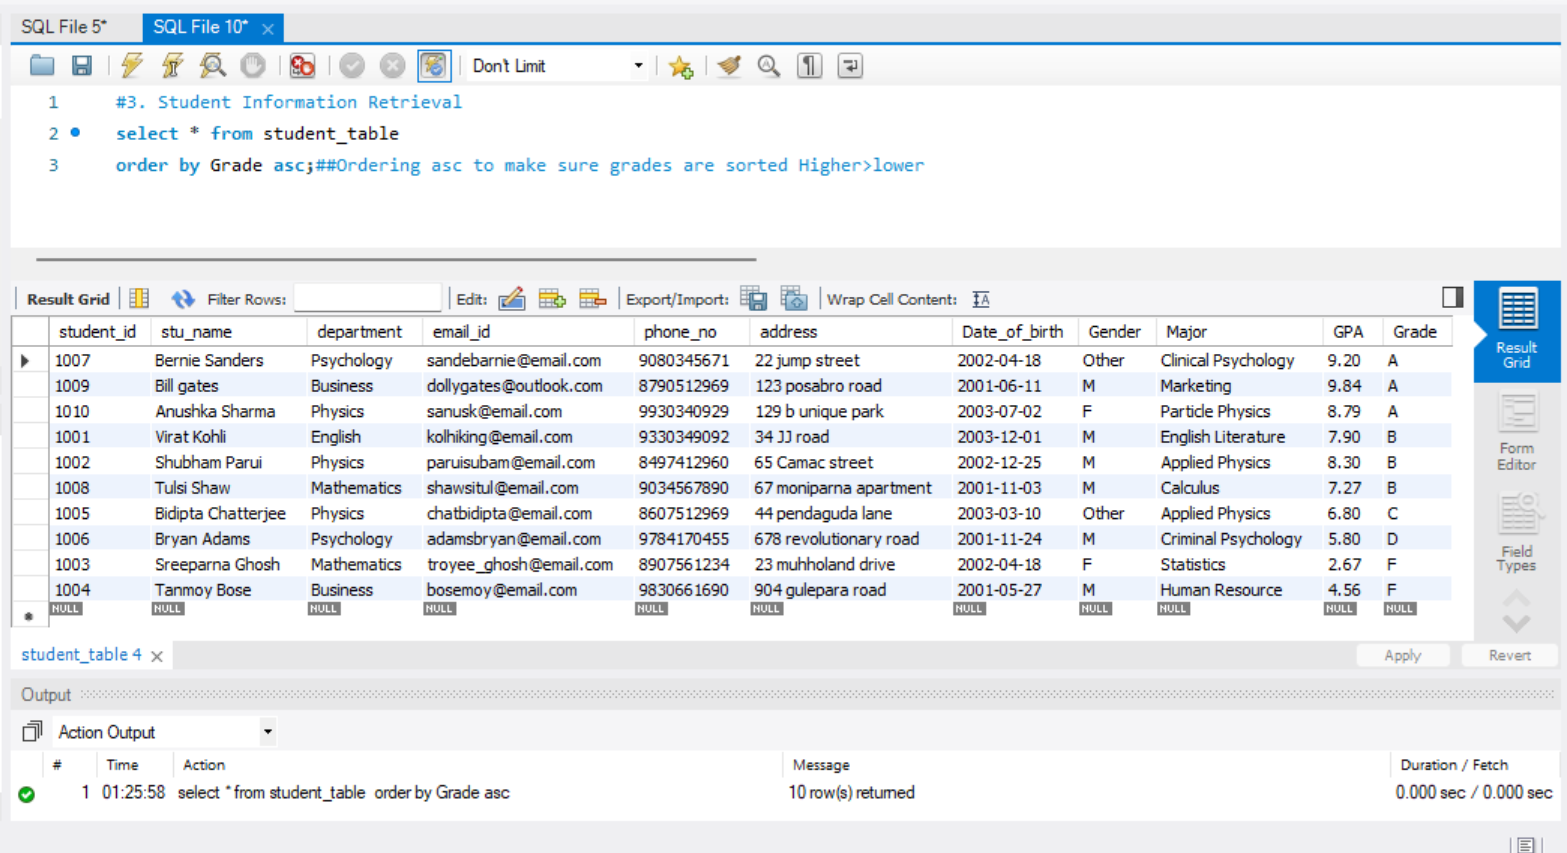 SQL File 5* SQL File 10* ×
Don't Limit
1 #3. Student Information Retrieval
2 select * from student_table
3 order by Grade asc;##Ordering asc to make sure grades are sorted Higher>lower
Result Grid Filter Rows: Edit: Export/Import: Wrap Cell Content: IA
student_id stu_name department email_id phone_no address Date_of_birth Gender Major GPA Grade
1007 Bernie Sanders Psychology sandebarnie@email.com 9080345671 22 jump street 2002-04-18 Other Clinical Psychology 9.20 A
1009 Bill gates Business dollygates@outlook.com 8790512969 123 posabro road 2001-06-11 M Marketing 9.84 A
1010 Anushka Sharma Physics sanusk@email.com 9930340929 129 b unique park 2003-07-02 F Particle Physics 8.79 A
1001 Virat Kohli English kolhiking@email.com 9330349092 34 JJ road 2003-12-01 M English Literature 7.90 B
1002 Shubham Parui Physics paruisubam@email.com 8497412960 65 Camac street 2002-12-25 M Applied Physics 8.30 B
1008 Tulsi Shaw Mathematics shawsitul@email.com 9034567890 67 moniparna apartment 2001-11-03 M Calculus 7.27 B
1005 Bidipta Chatterjee Physics chatbidipta@email.com 8607512969 44 pendaguda lane 2003-03-10 Other Applied Physics 6.80 C
1006 Bryan Adams Psychology adamsbryan@email.com 9784170455 678 revolutionary road 2001-11-24 M Criminal Psychology 5.80 D
1003 Sreeparna Ghosh Mathematics troyee_ghosh@email.com 8907561234 23 muhholand drive 2002-04-18 F Statistics 2.67 F
1004 Tanmoy Bose Business bosemoy@email.com 9830661690 904 gulepara road 2001-05-27 M Human Resource 4.56 F
NULL NULL NULL NULL NULL NULL NULL NULL NULL NULL NULL
Result
Grid
Form
Editor
Field
Types
student_table 4 × Apply Revert
Output
Action Output
# Time Action Message Duration / Fetch
1 01:25:58 select * from student_table order by Grade asc 10 row(s) returned 0.000 sec / 0.000 sec